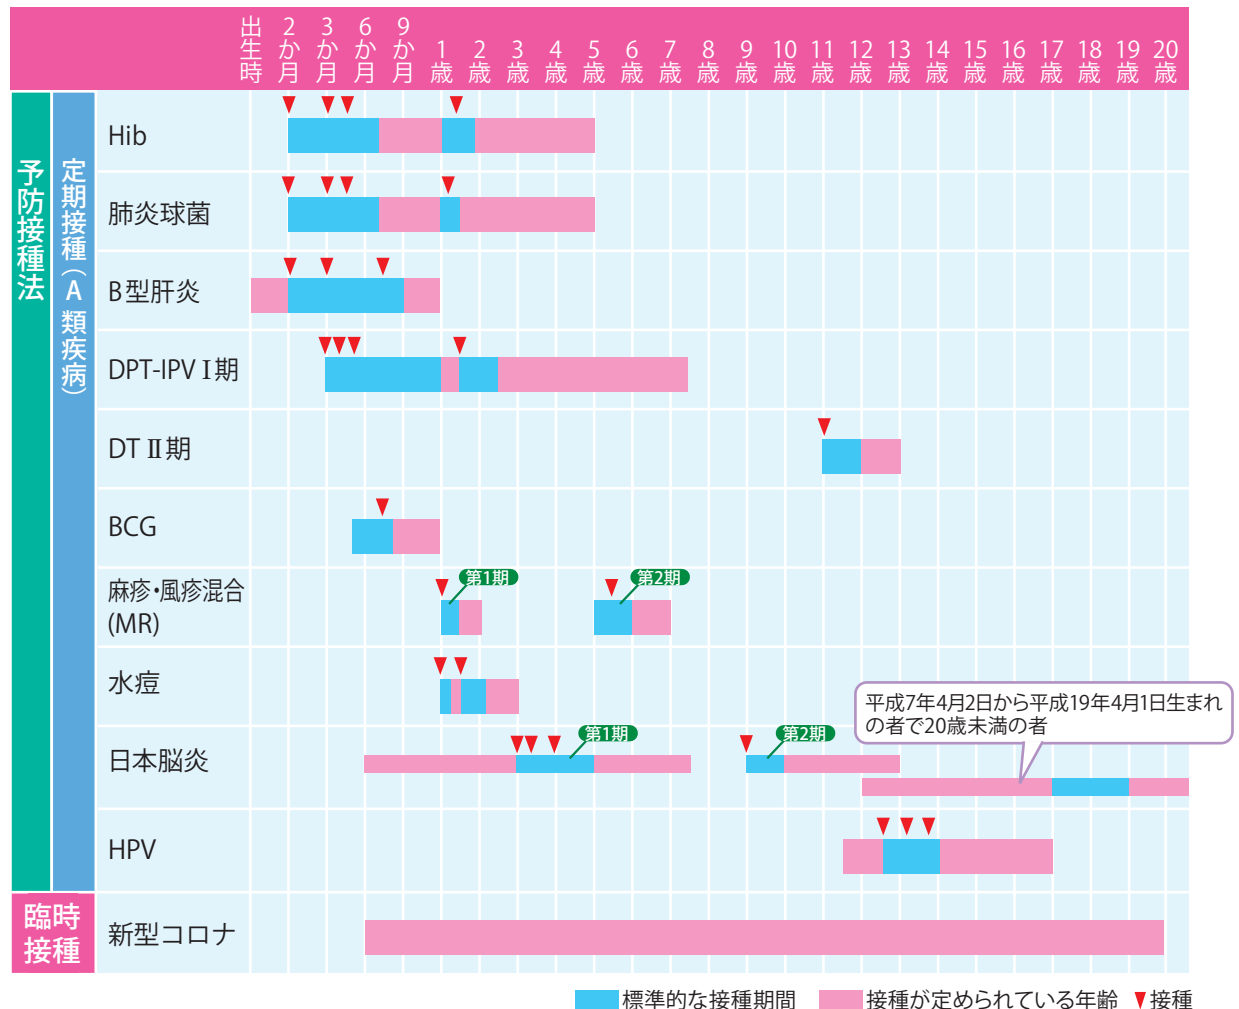 出生時 2か月 3か月 6か月 9か月 1歳 2歳 3歳 4歳 5歳 6歳 7歳 8歳 9歳 10歳 11歳 12歳 13歳 14歳 15歳 16歳 17歳 18歳 19歳 20歳
予防接種法
定期接種(A類疾病)
Hib
肺炎球菌
B型肝炎
DPT-IPVⅠ期
DT Ⅱ期
BCG
麻疹・風疹混合
(MR)
第1期
第2期
水痘
平成7年4月2日から平成19年4月1日生まれ
の者で20歳未満の者
日本脳炎
第1期
第2期
HPV
臨時
接種
新型コロナ
標準的な接種期間 接種が定められている年齢 ▼接種